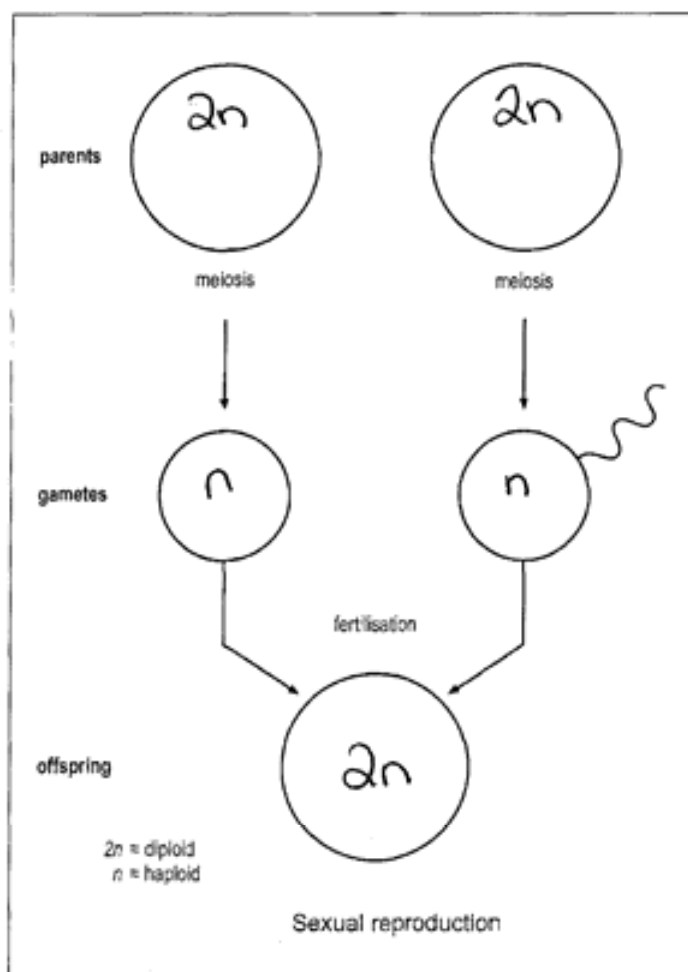 2n 2n
parents
meiosis meiosis
gametes n n
fertilisation
offspring 2n
2n = diploid
n = haploid
Sexual reproduction